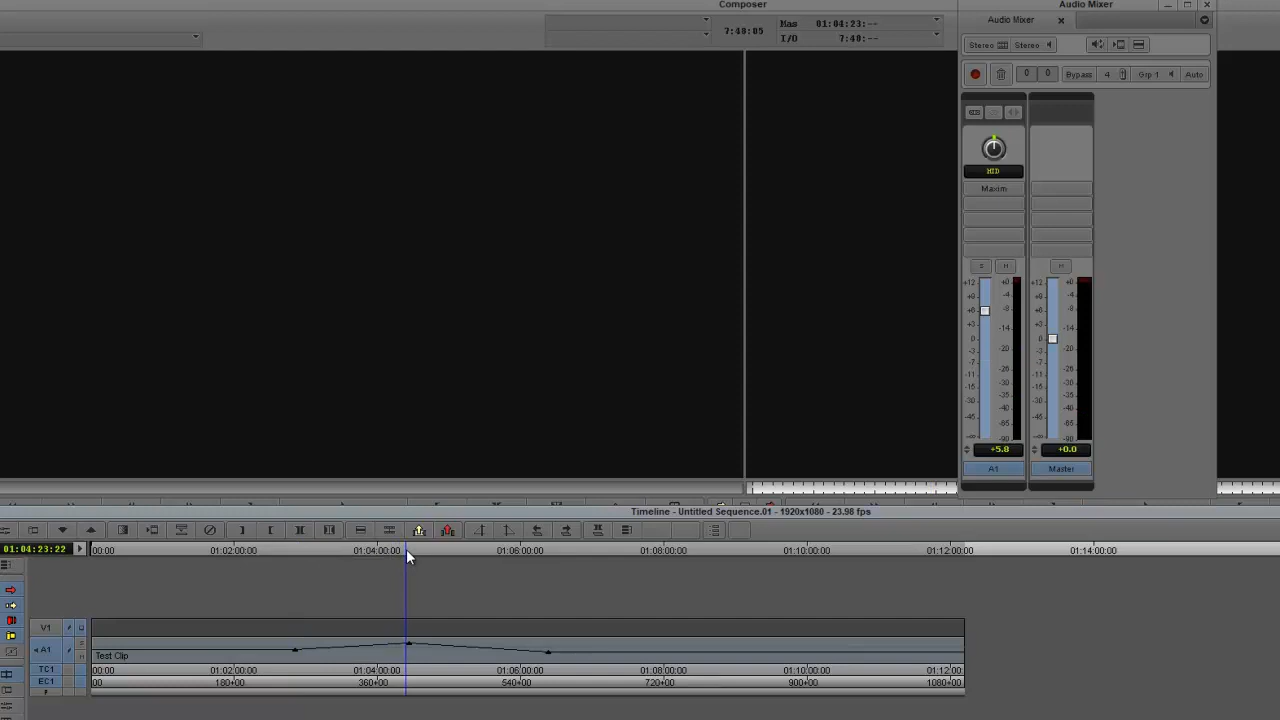 Composer
Audio Mixer
Audio Mixer
Mas 01:04:23:--
7:48:05
I/O 7:48:--
Stereo Stereo
0 0 Bypass 4 Grp 1 Auto
MID
Maxim
S M M
+12 +0 +12 +0
+9 -4 +9 -4
+6 -8 +6 -8
+3 -14 +3 -14
0 -20 0 -20
-3 -3
-7 -26 -7 -26
-11 -30 -11 -30
-15 -35 -15 -35
-30 -40 -30 -40
-45 -65 -45 -65
-∞ -90 -∞ -90
+5.8 +0.0
A1 Master
Timeline - Untitled Sequence.01 - 1920x1080 - 23.98 fps
01:04:23:22 00:00 01:02:00:00 01:04:00:00 01:06:00:00 01:08:00:00 01:10:00:00 01:12:00:00 01:14:00:00
V1
A1 S M
Test Clip
TC1 00:00 01:02:00:00 01:04:00:00 01:06:00:00 01:08:00:00 01:10:00:00 01:12:00
EC1 00 180+00 360+00 540+00 720+00 900+00 1080+00